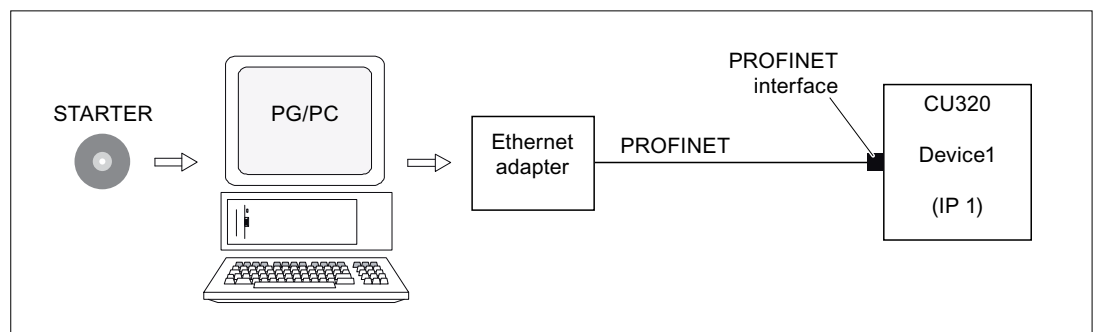 STARTER
PG/PC
Ethernet
adapter
PROFINET
PROFINET
interface
CU320
Device1
(IP 1)